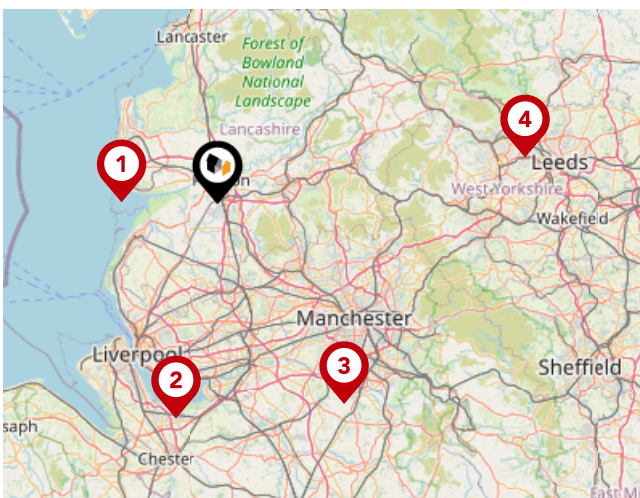 Lancaster
Forest of
Bowland
National
Landscape
Lancashire
1
4
Leeds
West Yorkshire
Wakefield
Manchester
Liverpool
3
2
Sheffield
saph
Chester
East M